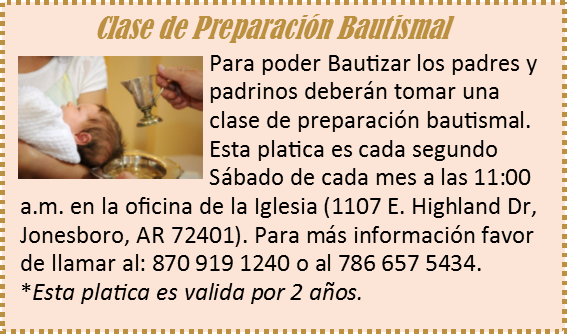 Clase de Preparación Bautismal
Para poder Bautizar los padres y
padrinos deberán tomar una
clase de preparación bautismal.
Esta platica es cada segundo
Sábado de cada mes a las 11:00
a.m. en la oficina de la Iglesia (1107 E. Highland Dr,
Jonesboro, AR 72401). Para más información favor
de llamar al: 870 919 1240 o al 786 657 5434.
*Esta platica es valida por 2 años.